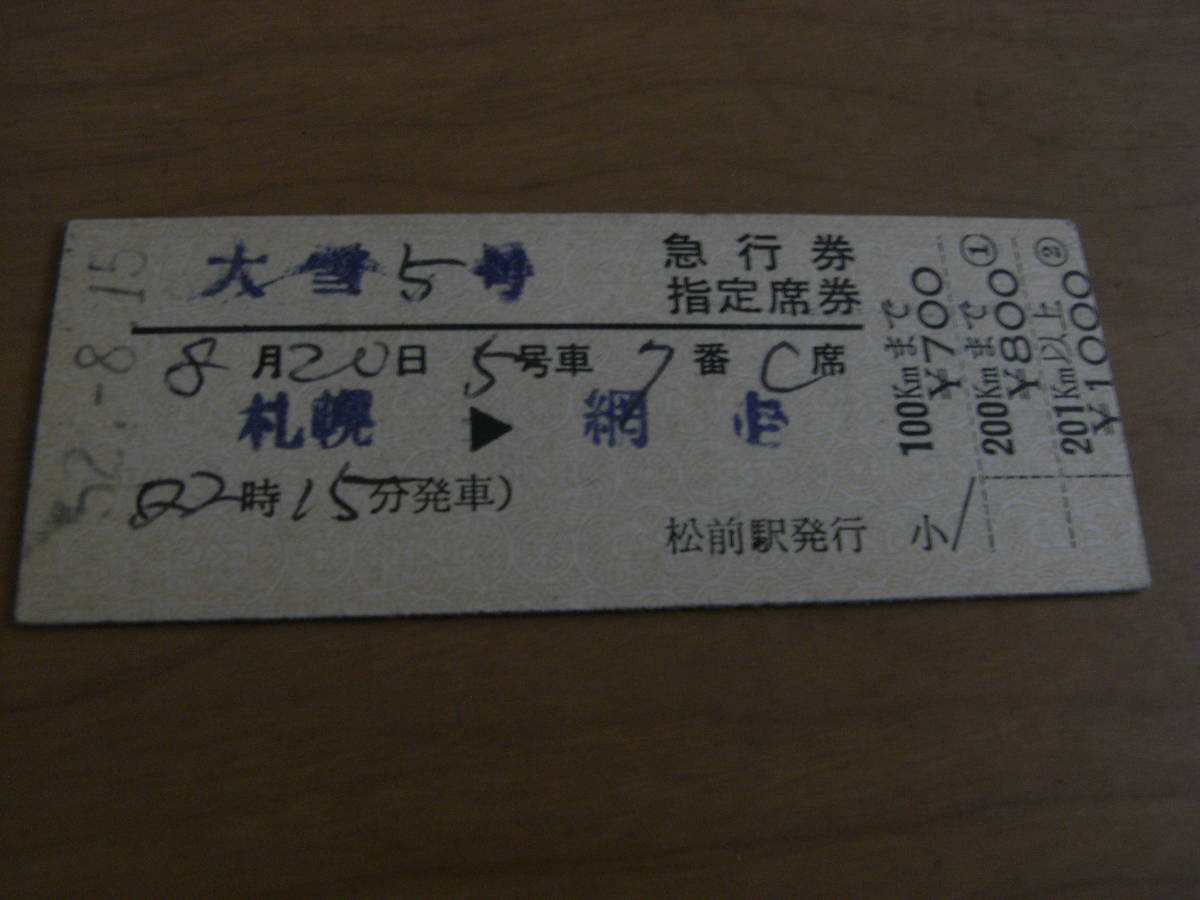 52.-8.15
大雪5号
急行券
指定席券
8月20日 5号車 7番 C席
札幌 ▶ 網走
22時15分発車)
松前駅発行 小
100Kmまで
¥700
①
200Kmまで
¥800
②
201Km以上
¥1000